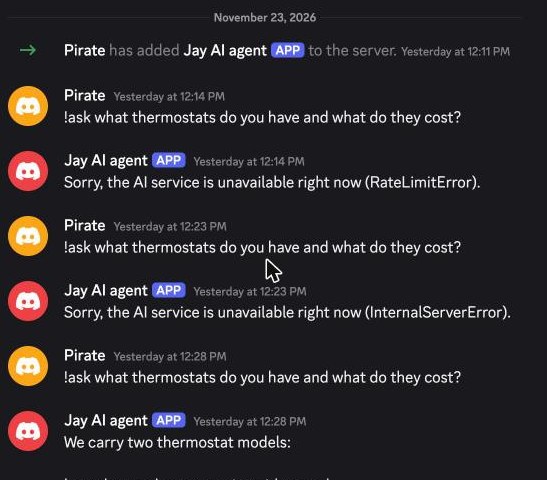 November 23, 2026
Pirate has added Jay AI agent APP to the server. Yesterday at 12:11 PM
Pirate Yesterday at 12:14 PM
!ask what thermostats do you have and what do they cost?
Jay AI agent APP Yesterday at 12:14 PM
Sorry, the AI service is unavailable right now (RateLimitError).
Pirate Yesterday at 12:23 PM
!ask what thermostats do you have and what do they cost?
Jay AI agent APP Yesterday at 12:23 PM
Sorry, the AI service is unavailable right now (InternalServerError).
Pirate Yesterday at 12:28 PM
!ask what thermostats do you have and what do they cost?
Jay AI agent APP Yesterday at 12:28 PM
We carry two thermostat models: